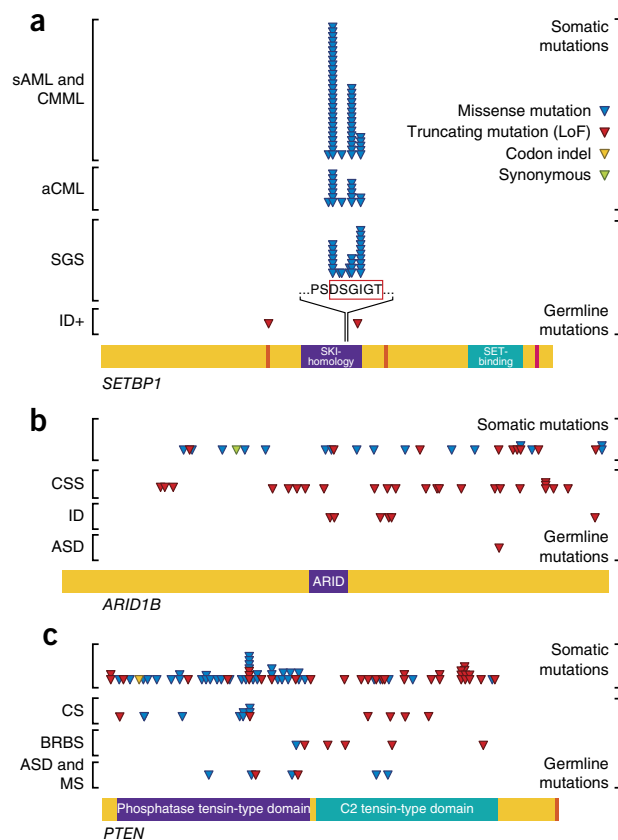 a
Somatic
mutations
sAML and
CMML
Missense mutation
Truncating mutation (LoF)
Codon indel
Synonymous
aCML
SGS
...PSDSGIGT...
ID+
Germline
mutations
SKI-
homology
SET-
binding
SETBP1
b
Somatic mutations
CSS
ID
ASD
Germline
mutations
ARID
ARID1B
c
Somatic
mutations
CS
BRBS
ASD and
MS
Germline
mutations
Phosphatase tensin-type domain
C2 tensin-type domain
PTEN